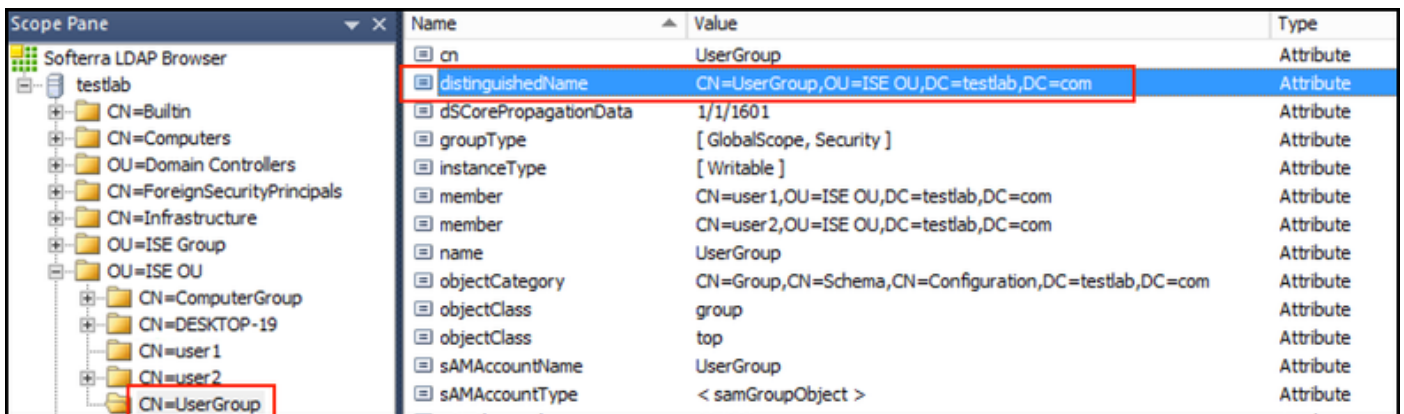 Scope Pane
Softerra LDAP Browser
testlab
CN=Builtin
CN=Computers
OU=Domain Controllers
CN=ForeignSecurityPrincipals
CN=Infrastructure
OU=ISE Group
OU=ISE OU
CN=ComputerGroup
CN=DESKTOP-19
CN=user1
CN=user2
CN=UserGroup
Name Value Type
cn UserGroup Attribute
distinguishedName CN=UserGroup,OU=ISE OU,DC=testlab,DC=com Attribute
dSCorePropagationData 1/1/1601 Attribute
groupType [ GlobalScope, Security ] Attribute
instanceType [ Writable ] Attribute
member CN=user1,OU=ISE OU,DC=testlab,DC=com Attribute
member CN=user2,OU=ISE OU,DC=testlab,DC=com Attribute
name UserGroup Attribute
objectCategory CN=Group,CN=Schema,CN=Configuration,DC=testlab,DC=com Attribute
objectClass group Attribute
objectClass top Attribute
sAMAccountName UserGroup Attribute
sAMAccountType < samGroupObject > Attribute